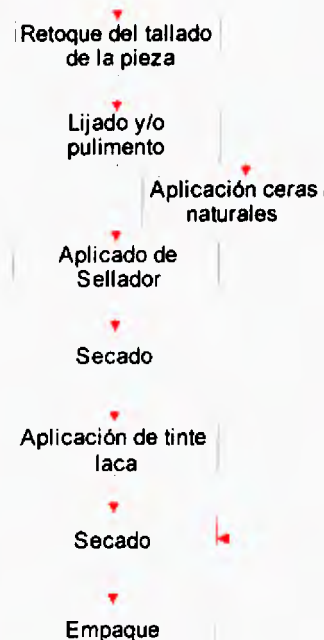 Retoque del tallado
de la pieza
Lijado y/o
pulimento
Aplicación ceras
naturales
Aplicado de
Sellador
Secado
Aplicación de tinte
laca
Secado
Empaque